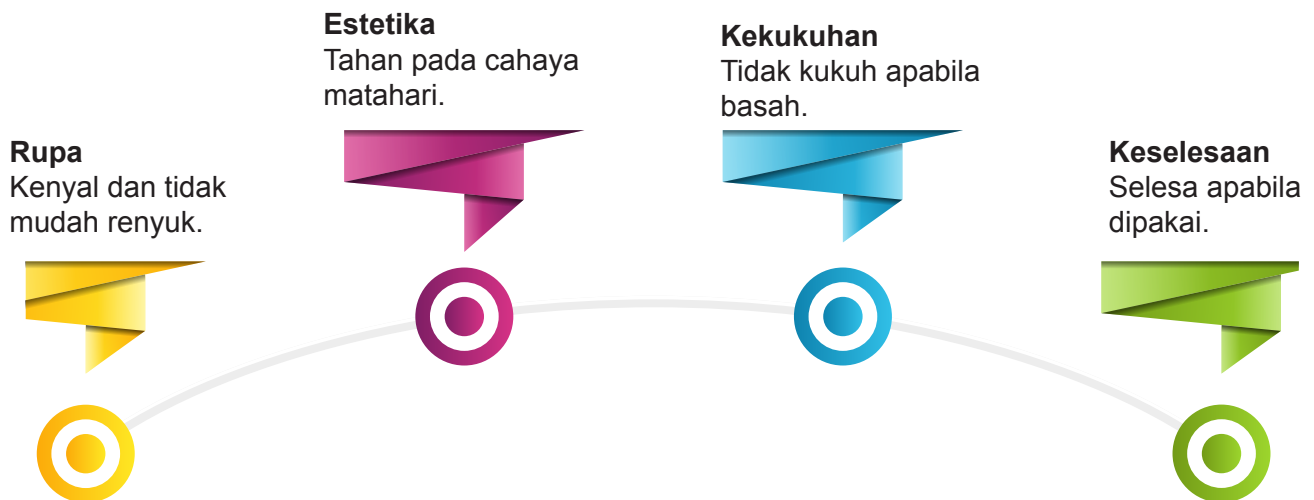 Rupa
Kenyal dan tidak
mudah renyuk.
Estetika
Tahan pada cahaya
matahari.
Kekukuhan
Tidak kukuh apabila
basah.
Keselesaan
Selesa apabila
dipakai.